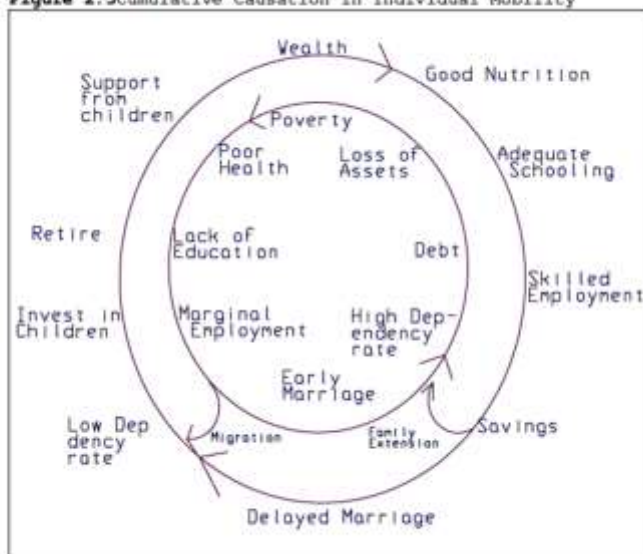 Figure 2.3Cumulative Causation in Individual Mobility
Wealth
Good Nutrition
Support
from
children
Poverty
Poor
Health
Loss of
Assets
Adequate
Schooling
Retire
Lack of
Education
Debt
Skilled
Employment
Invest in
Children
Marginal
Employment
High Dep-
endency
rate
Early
Marriage
Low Dep
dency
rate
Migration
Family
Extension
Savings
Delayed Marriage